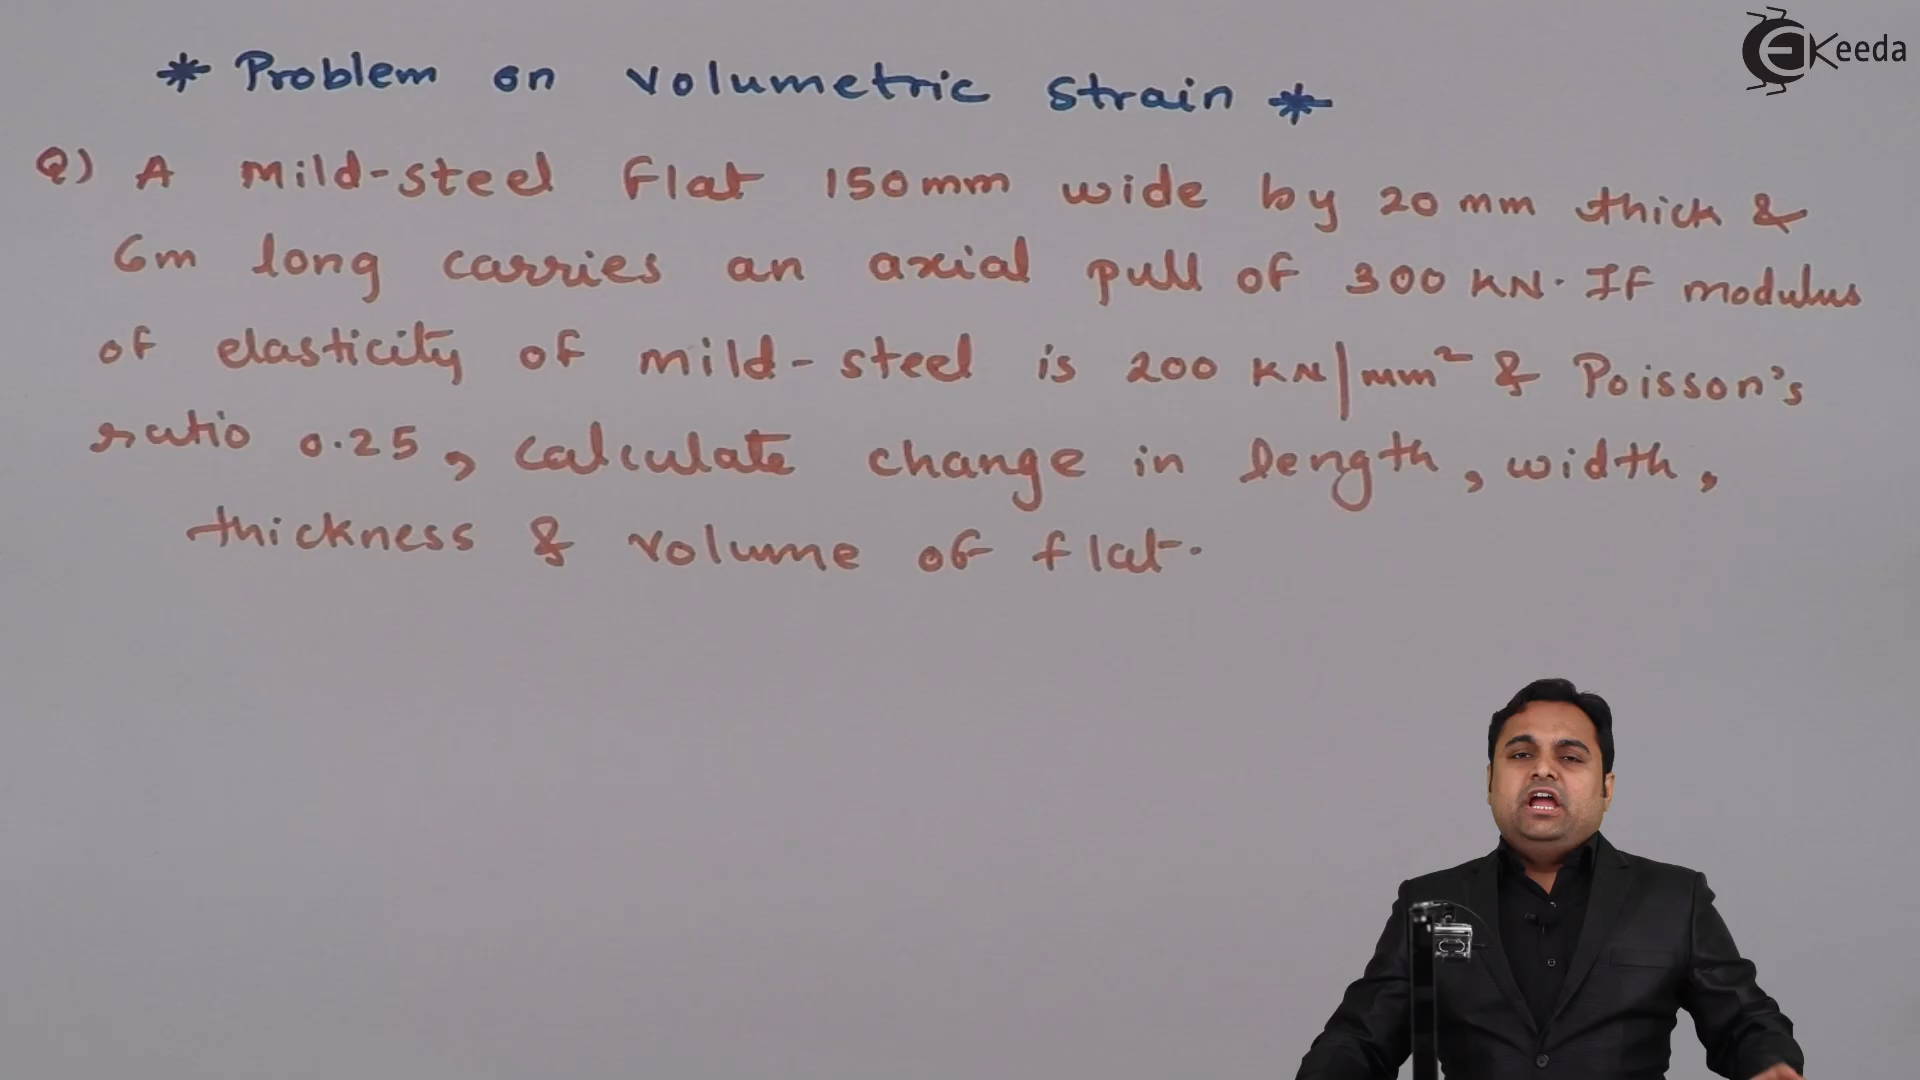 EKeeda
* Problem on volumetric strain *
Q) A mild-steel flat 150mm wide by 20 mm thick &
6m long carries an axial pull of 300 KN. If modulus
of elasticity of mild-steel is 200 KN/mm² & Poisson's
ratio 0.25, calculate change in length, width,
thickness & volume of flat.